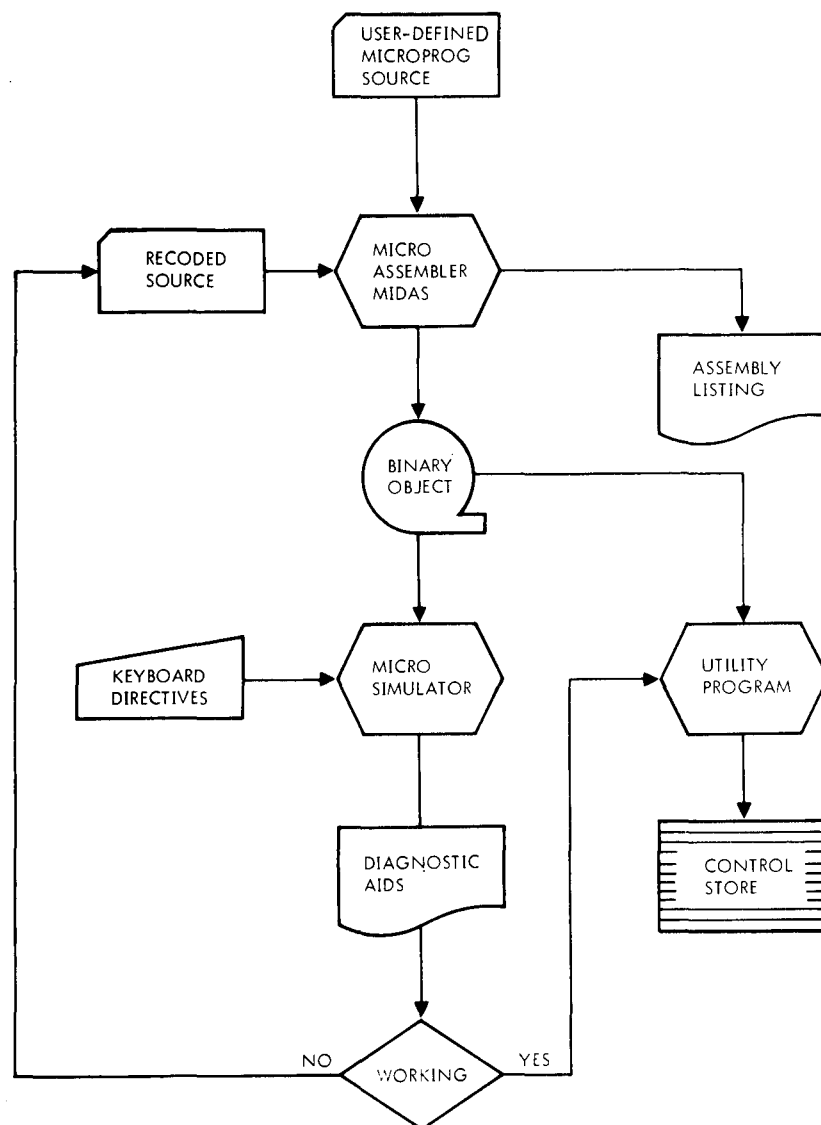 USER-DEFINED
MICROPROG
SOURCE
RECODED
SOURCE
MICRO
ASSEMBLER
MIDAS
ASSEMBLY
LISTING
BINARY
OBJECT
KEYBOARD
DIRECTIVES
MICRO
SIMULATOR
UTILITY
PROGRAM
DIAGNOSTIC
AIDS
CONTROL
STORE
NO
WORKING
YES